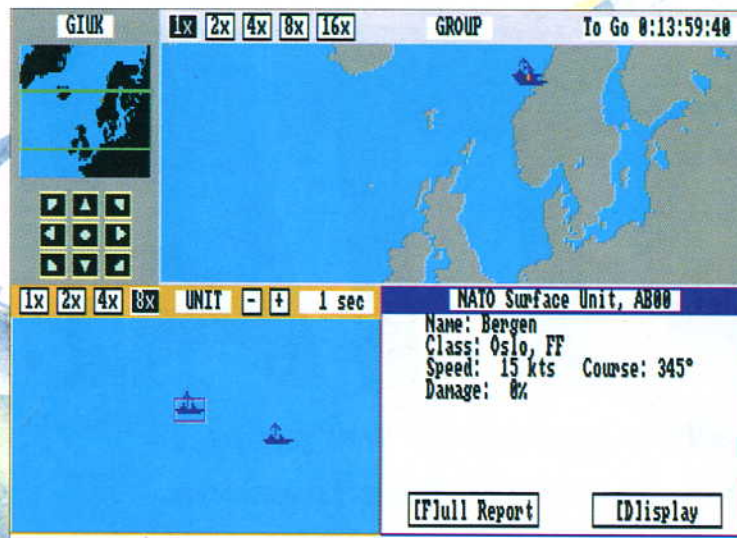 GIUK
1x 2x 4x 8x 16x GROUP To Go 0:13:59:40
1x 2x 4x 8x UNIT - + 1 sec
NATO Surface Unit, AB00
Name: Bergen
Class: Oslo, FF
Speed: 15 kts Course: 345°
Damage: 0%
[F]ull Report [D]isplay